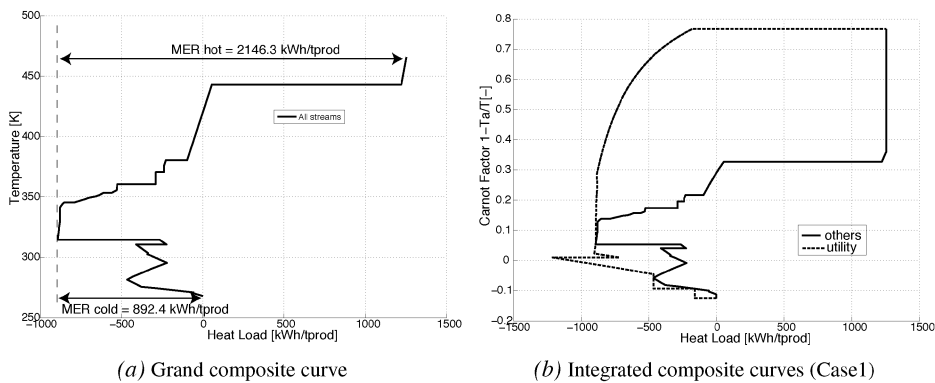 500
450
400
350
300
250
Temperature [K]
MER hot = 2146.3 kWh/tprod
All streams
MER cold = 892.4 kWh/tprod
−1000
−500
0
500
1000
1500
Heat Load [kWh/tprod]
(a) Grand composite curve
0.8
0.7
0.6
0.5
0.4
0.3
0.2
0.1
0
−0.1
−0.2
Carnot Factor 1−Ta/T[−]
others
utility
−1500
−1000
−500
0
500
1000
1500
Heat Load [kWh/tprod]
(b) Integrated composite curves (Case1)